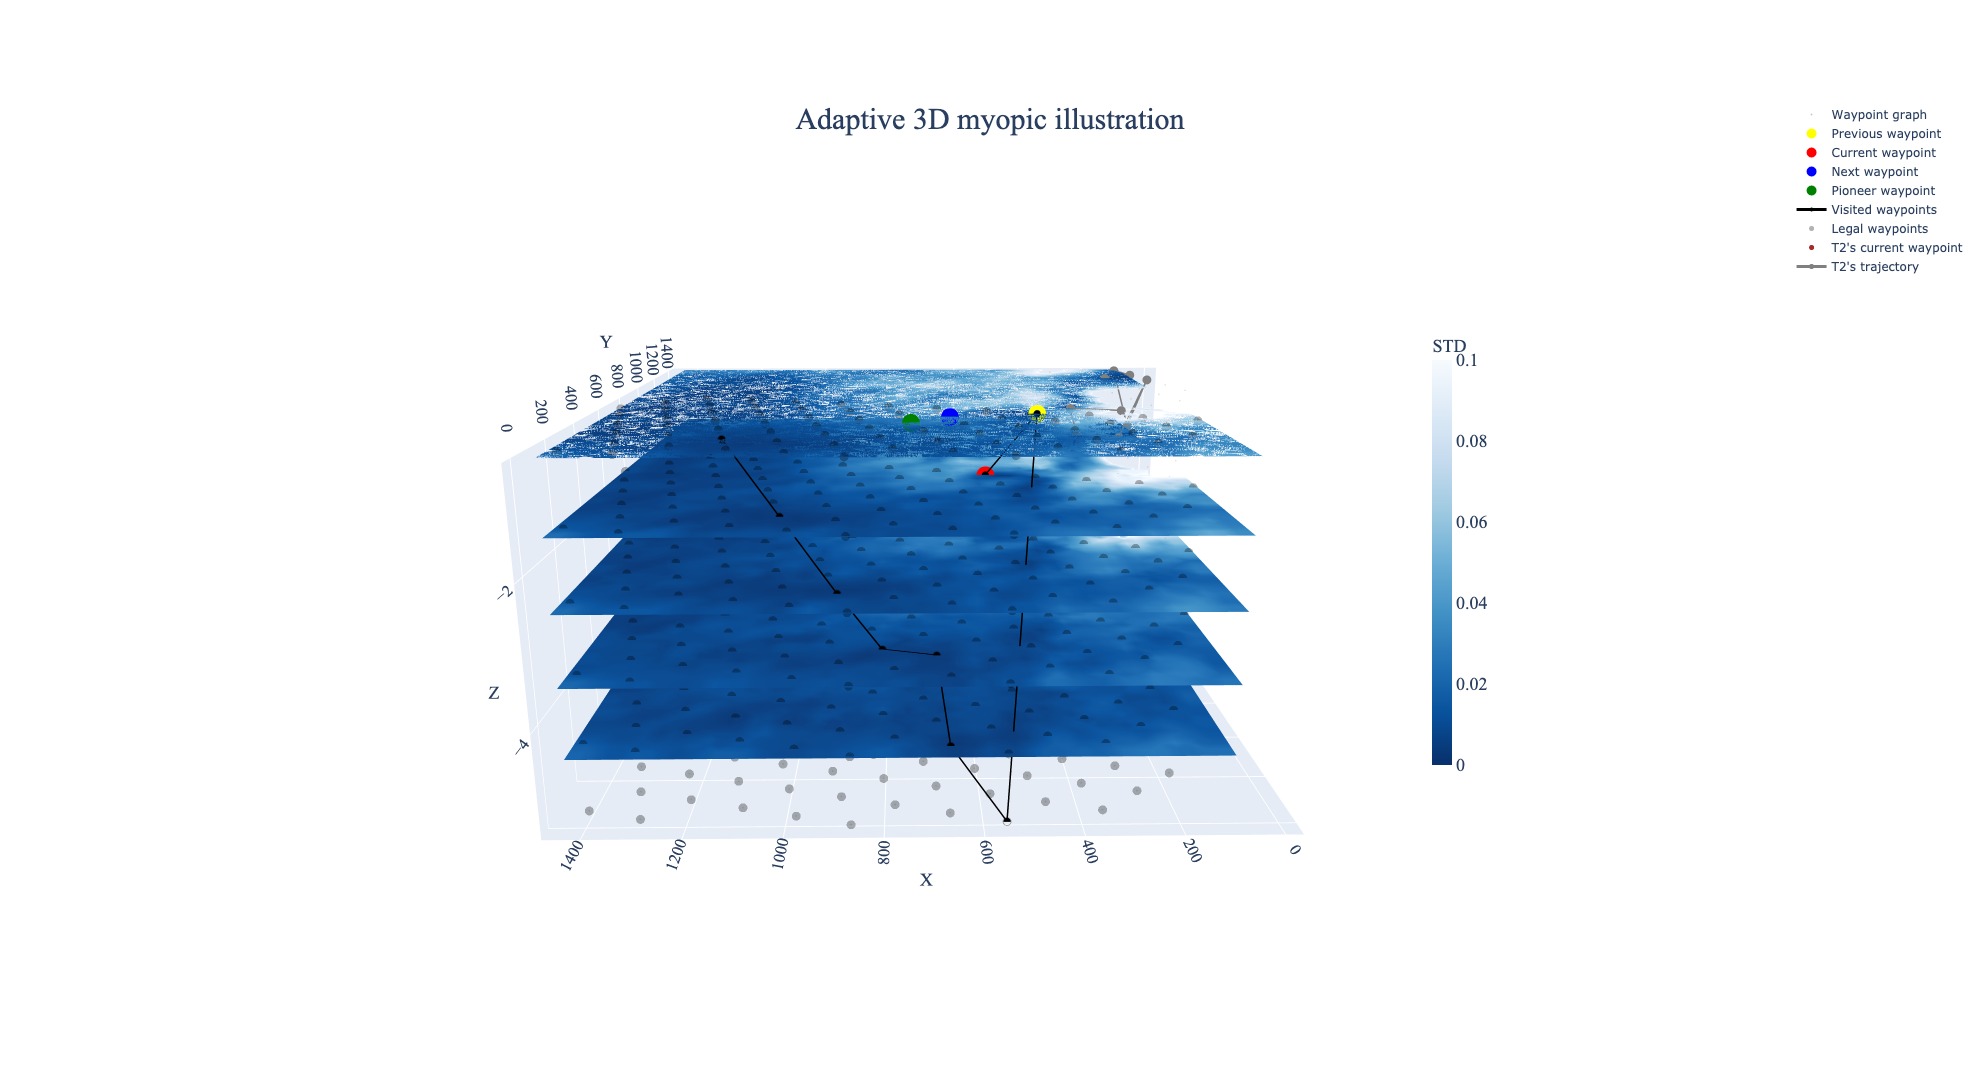 Adaptive 3D myopic illustration
Waypoint graph
Previous waypoint
Current waypoint
Next waypoint
Pioneer waypoint
Visited waypoints
Legal waypoints
T2's current waypoint
T2's trajectory
STD
0.1
0.08
0.06
0.04
0.02
0
Y
0
200
400
600
800
1000
1200
1400
Z
−2
−4
1400
1200
1000
800
600
400
200
0
X